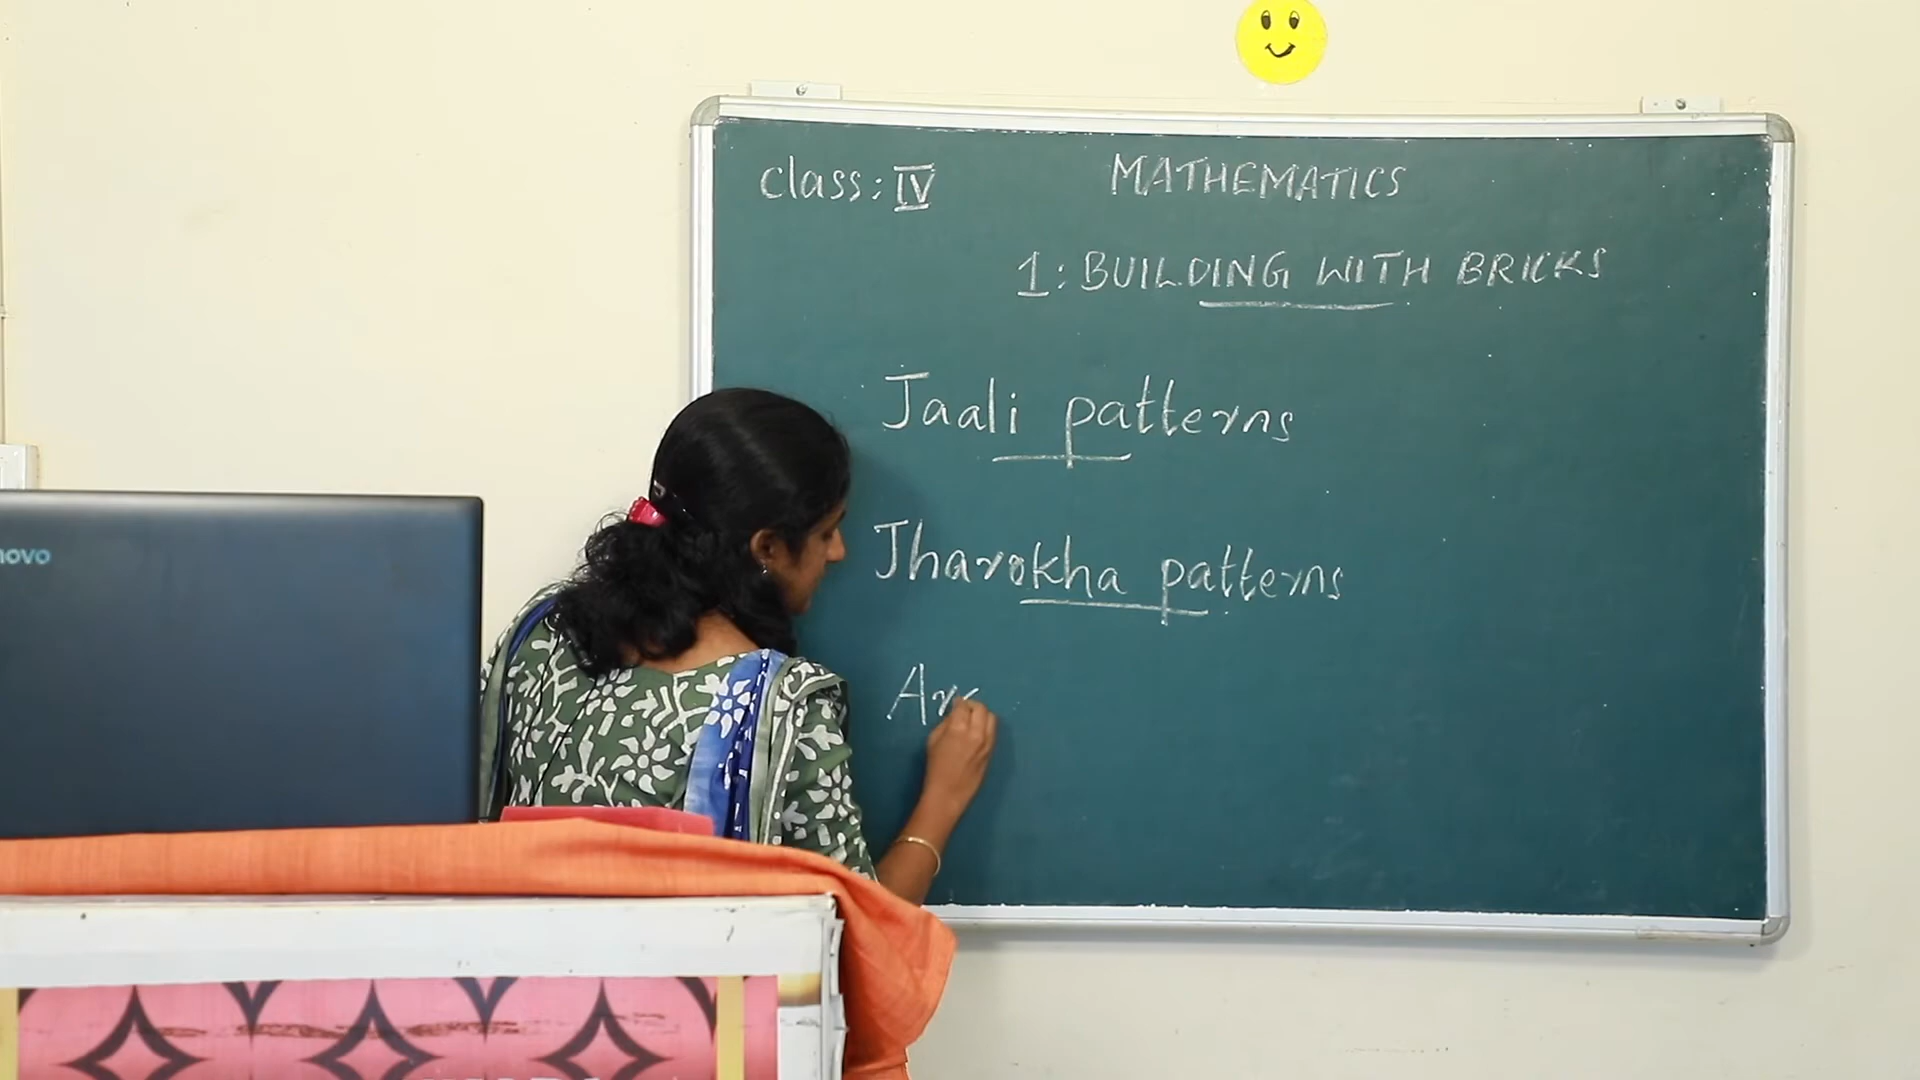 class: IV
MATHEMATICS
1: BUILDING WITH BRICKS
Jaali patterns
Jharokha patterns
Ar
novo